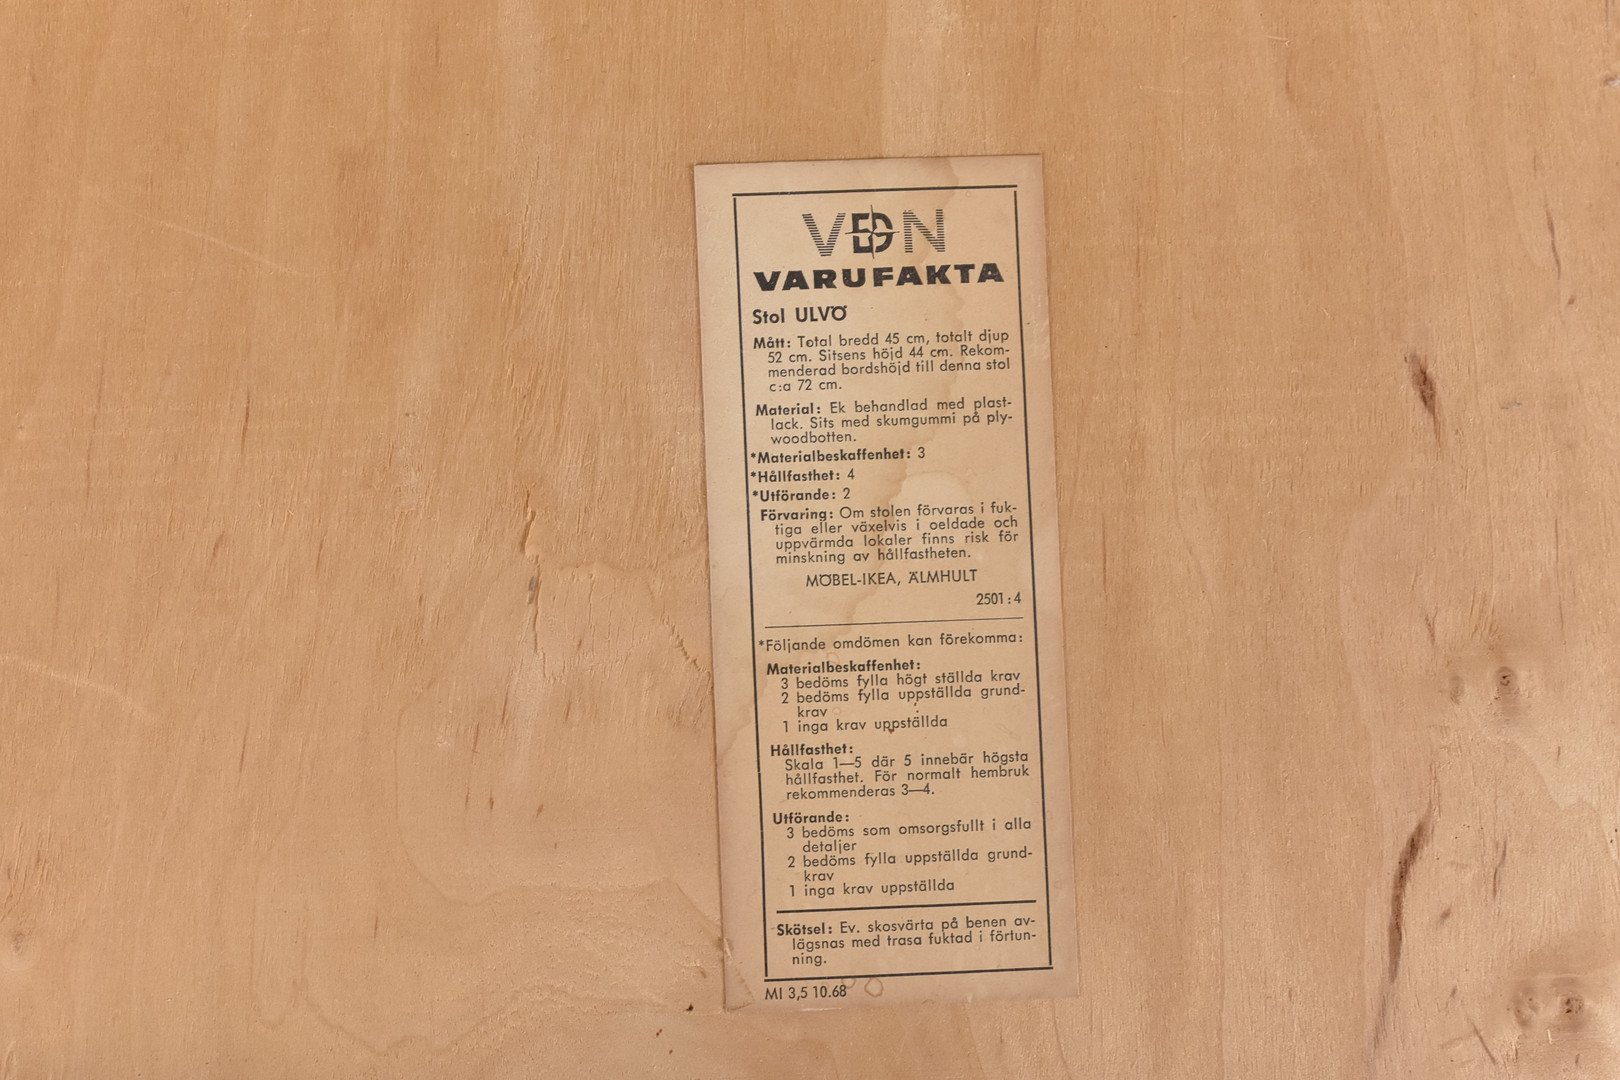 VDN
VARUFAKTA
Stol ULVÖ
Mått: Total bredd 45 cm, totalt djup
52 cm. Sitsens höjd 44 cm. Rekom-
menderad bordshöjd till denna stol
c:a 72 cm.
Material: Ek behandlad med plast-
lack. Sits med skumgummi på ply-
woodbotten.
*Materialbeskaffenhet: 3
*Hållfasthet: 4
*Utförande: 2
Förvaring: Om stolen förvaras i fuk-
tiga eller växelvis i oeldade och
uppvärmda lokaler finns risk för
minskning av hållfastheten.
MÖBEL-IKEA, ÄLMHULT
2501:4
*Följande omdömen kan förekomma:
Materialbeskaffenhet:
3 bedöms fylla högt ställda krav
2 bedöms fylla uppställda grund-
krav
1 inga krav uppställda
Hållfasthet:
Skala 1—5 där 5 innebär högsta
hållfasthet. För normalt hembruk
rekommenderas 3—4.
Utförande:
3 bedöms som omsorgsfullt i alla
detaljer
2 bedöms fylla uppställda grund-
krav
1 inga krav uppställda
Skötsel: Ev. skosvärta på benen av-
lägsnas med trasa fuktad i förtun-
ning.
MI 3,5 10.68